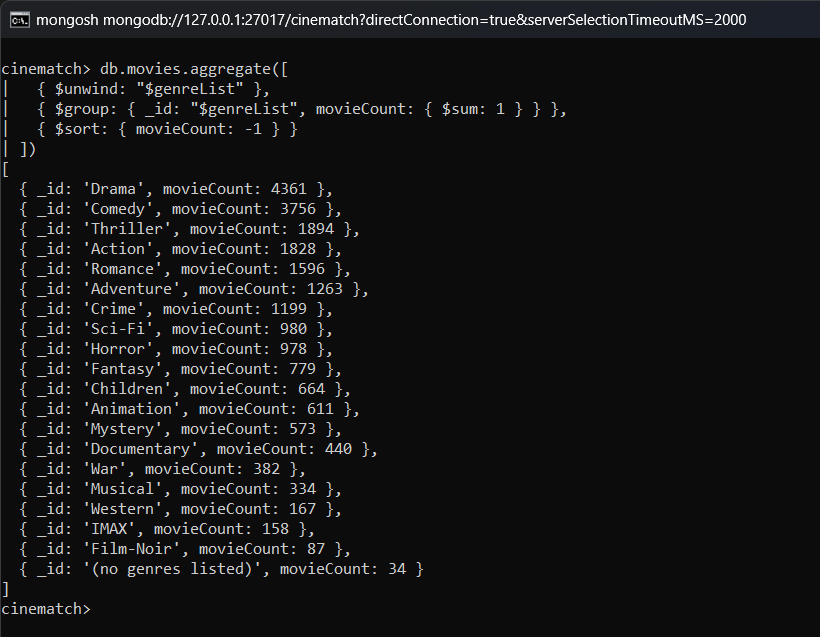 mongosh mongodb://127.0.0.1:27017/cinematch?directConnection=true&serverSelectionTimeoutMS=2000
cinematch> db.movies.aggregate([
|   { $unwind: "$genreList" },
|   { $group: { _id: "$genreList", movieCount: { $sum: 1 } } },
|   { $sort: { movieCount: -1 } }
| ])
[
  { _id: 'Drama', movieCount: 4361 },
  { _id: 'Comedy', movieCount: 3756 },
  { _id: 'Thriller', movieCount: 1894 },
  { _id: 'Action', movieCount: 1828 },
  { _id: 'Romance', movieCount: 1596 },
  { _id: 'Adventure', movieCount: 1263 },
  { _id: 'Crime', movieCount: 1199 },
  { _id: 'Sci-Fi', movieCount: 980 },
  { _id: 'Horror', movieCount: 978 },
  { _id: 'Fantasy', movieCount: 779 },
  { _id: 'Children', movieCount: 664 },
  { _id: 'Animation', movieCount: 611 },
  { _id: 'Mystery', movieCount: 573 },
  { _id: 'Documentary', movieCount: 440 },
  { _id: 'War', movieCount: 382 },
  { _id: 'Musical', movieCount: 334 },
  { _id: 'Western', movieCount: 167 },
  { _id: 'IMAX', movieCount: 158 },
  { _id: 'Film-Noir', movieCount: 87 },
  { _id: '(no genres listed)', movieCount: 34 }
]
cinematch>